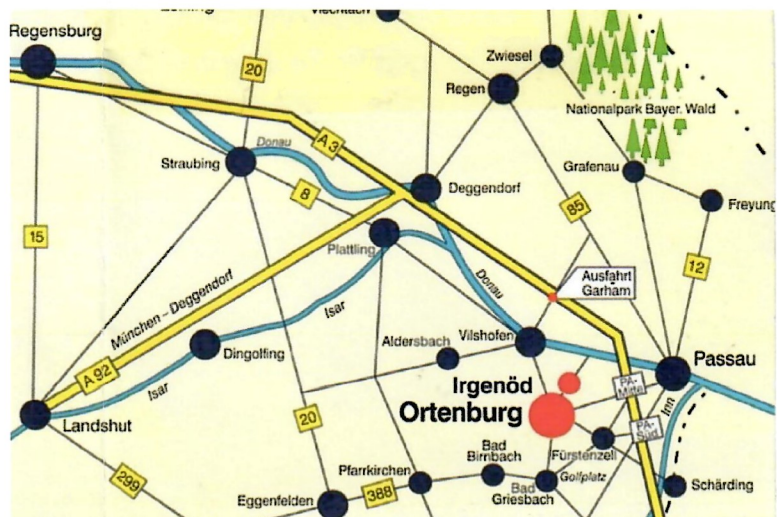 Viechtach
Regensburg
Zwiesel
20
Regen
Nationalpark Bayer. Wald
A3
Donau
Straubing
Grafenau
8
Deggendorf
85
Freyung
15
Plattling
12
Donau
Ausfahrt
Garham
München-Deggendorf
Isar
Aldersbach
Vilshofen
Dingolfing
Passau
A 92
Irgenöd
PA-
Mitte
Isar
Ortenburg
Inn
20
PA-
Süd
Landshut
Bad
Birnbach
Fürstenzell
Pfarrkirchen
Golfplatz
299
Schärding
388
Bad
Griesbach
Eggenfelden